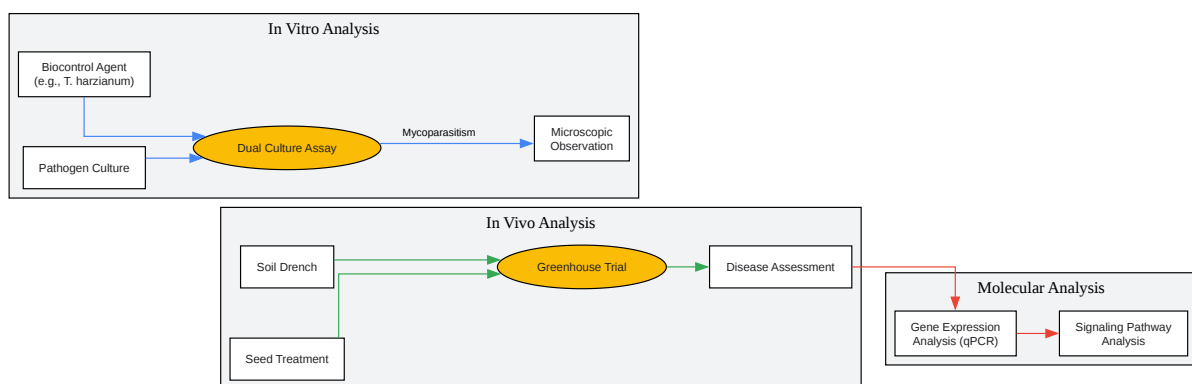 In Vitro Analysis
Biocontrol Agent
(e.g., T. harzianum)
Pathogen Culture
Dual Culture Assay
Mycoparasitism
Microscopic
Observation
In Vivo Analysis
Soil Drench
Seed Treatment
Greenhouse Trial
Disease Assessment
Molecular Analysis
Gene Expression
Analysis (qPCR)
Signaling Pathway
Analysis